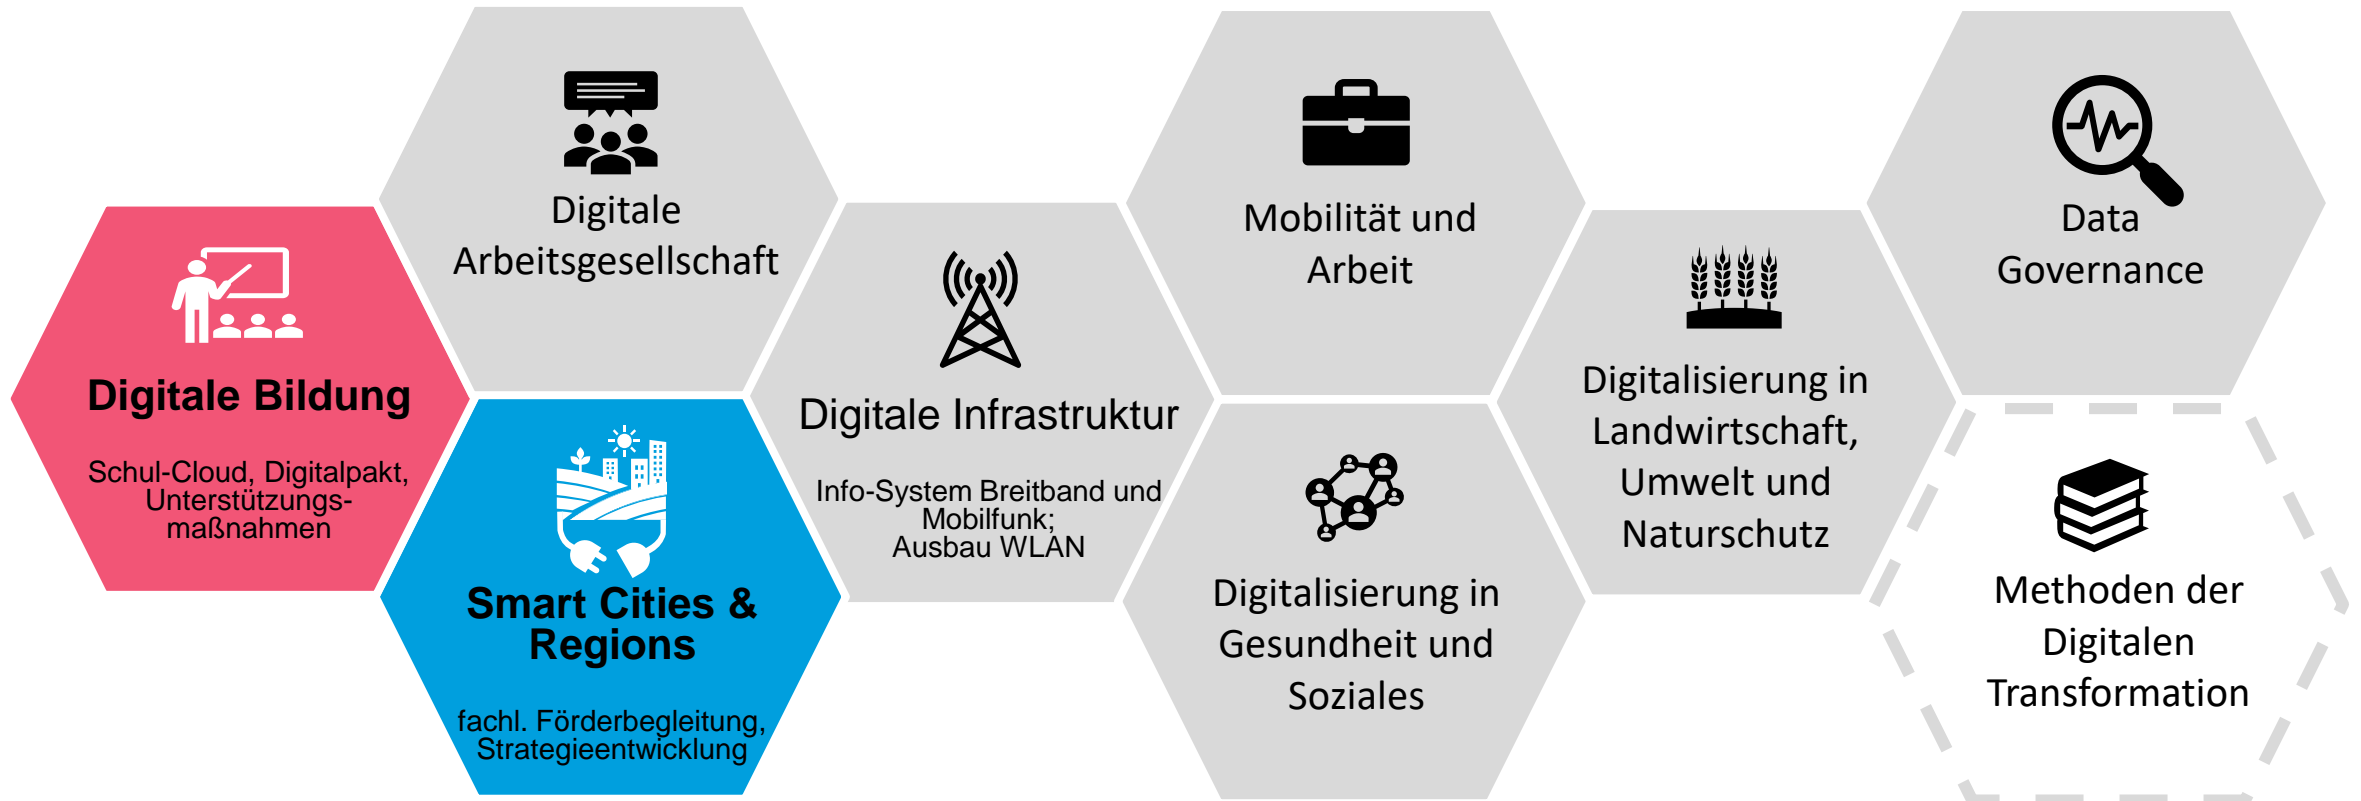 Digitale Bildung
Schul-Cloud, Digitalpakt,
Unterstützungs-
maßnahmen
Digitale
Arbeitsgesellschaft
Smart Cities &
Regions
fachl. Förderbegleitung,
Strategieentwicklung
Digitale Infrastruktur
Info-System Breitband und
Mobilfunk;
Ausbau WLAN
Mobilität und
Arbeit
Digitalisierung in
Gesundheit und
Soziales
Digitalisierung in
Landwirtschaft,
Umwelt und
Naturschutz
Data
Governance
Methoden der
Digitalen
Transformation